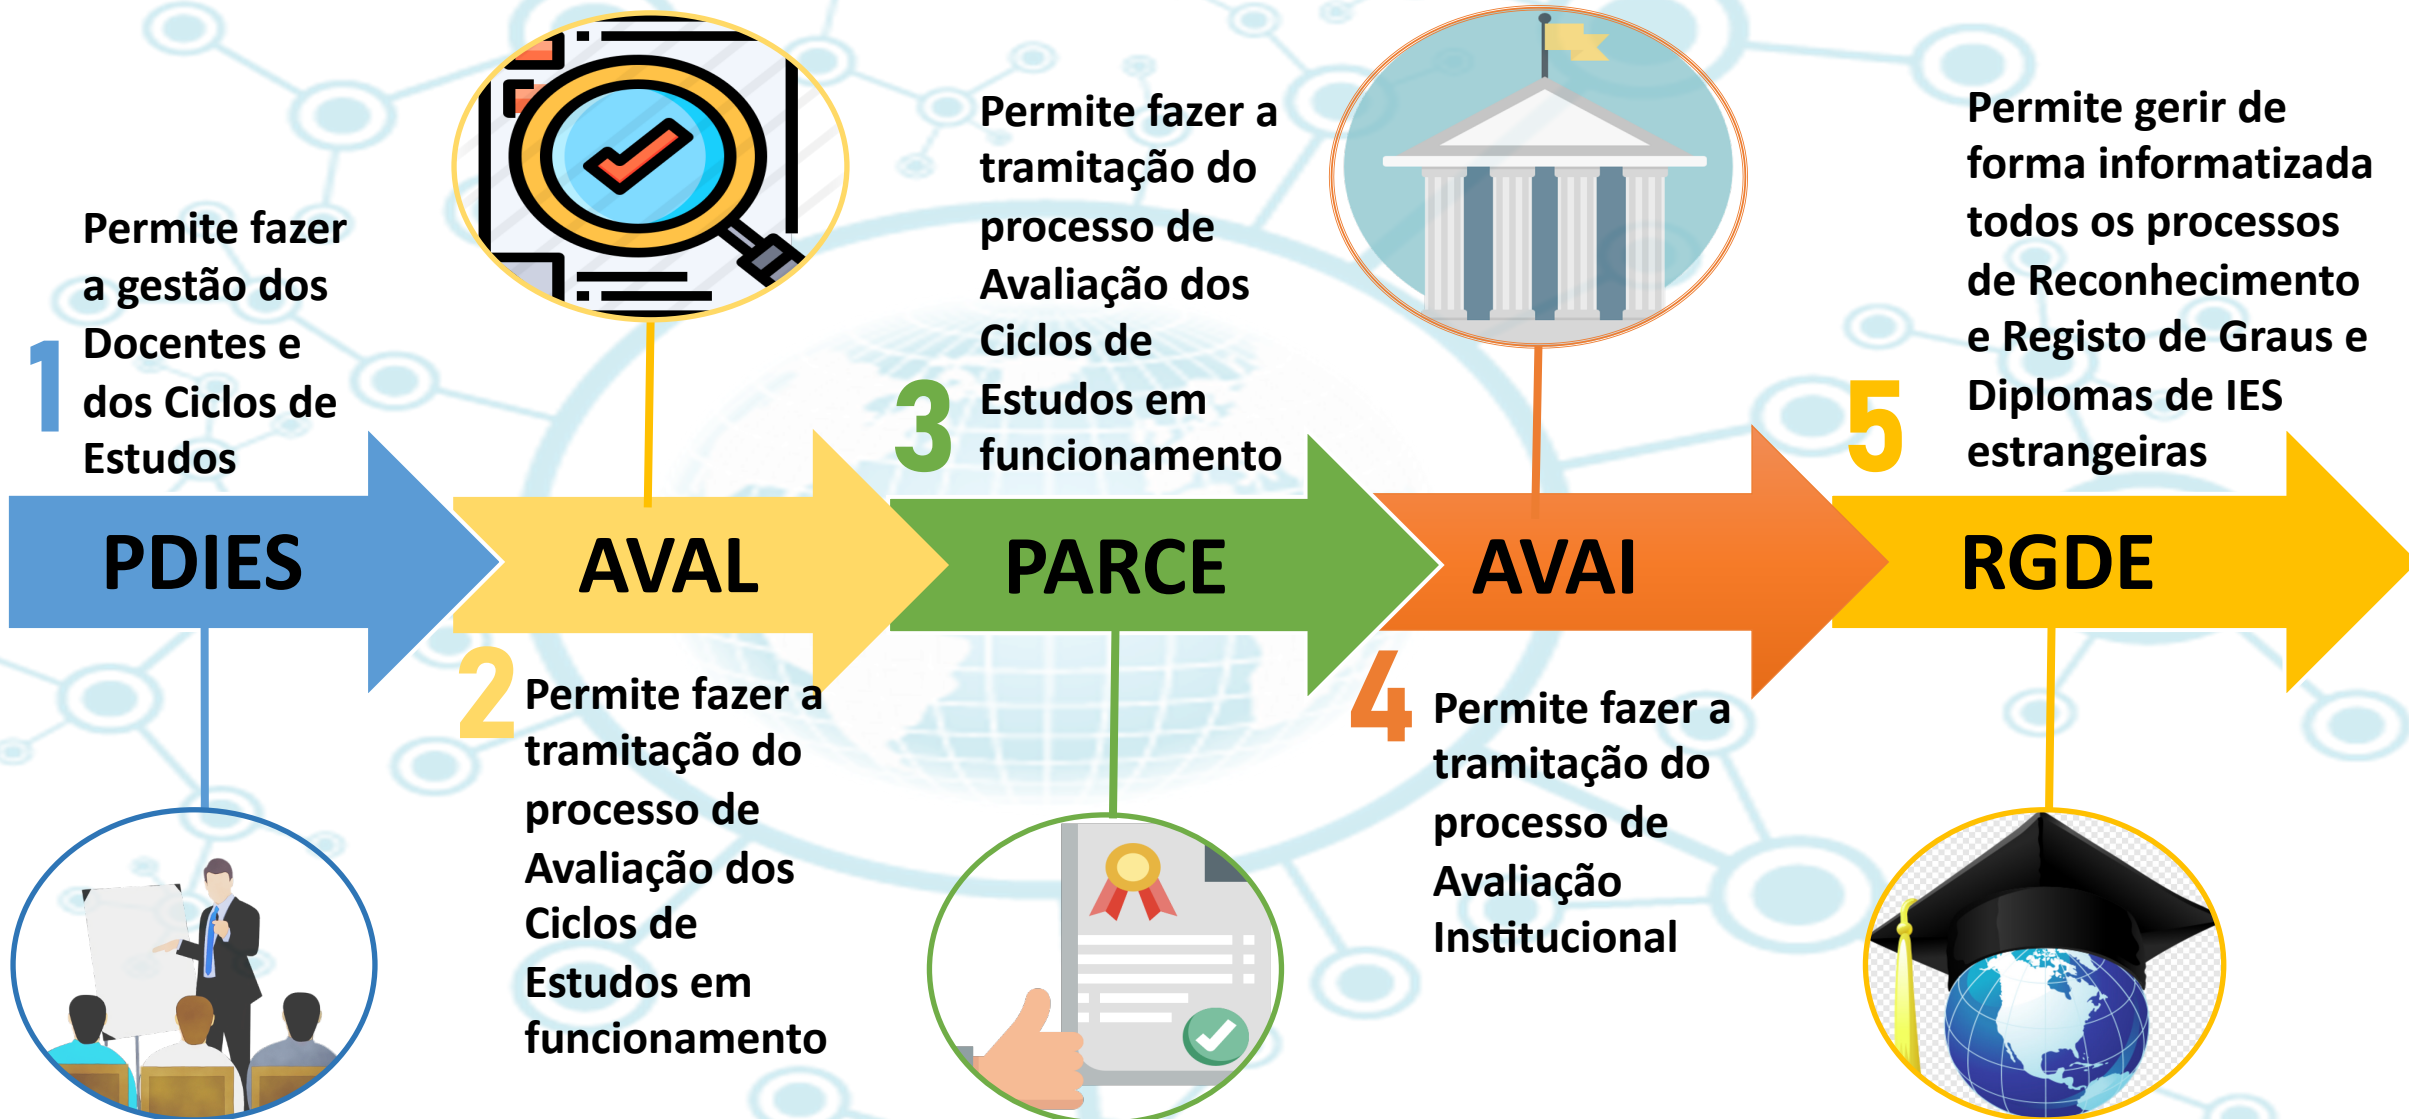 1
Permite fazer
a gestão dos
Docentes e
dos Ciclos de
Estudos
PDIES
AVAL
2
Permite fazer a
tramitação do
processo de
Avaliação dos
Ciclos de
Estudos em
funcionamento
3
Permite fazer a
tramitação do
processo de
Avaliação dos
Ciclos de
Estudos em
funcionamento
PARCE
AVAI
4
Permite fazer a
tramitação do
processo de
Avaliação
Institucional
5
Permite gerir de
forma informatizada
todos os processos
de Reconhecimento
e Registo de Graus e
Diplomas de IES
estrangeiras
RGDE